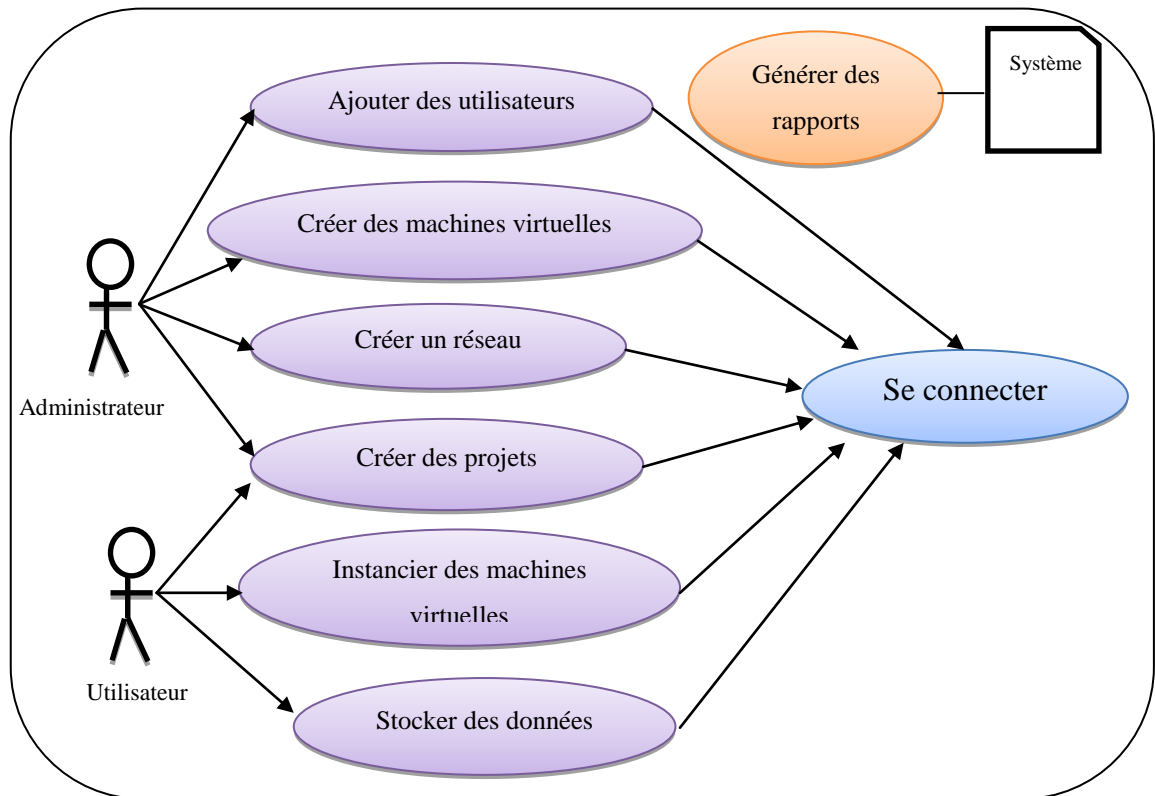 Générer des
rapports
Système
Ajouter des utilisateurs
Créer des machines virtuelles
Créer un réseau
Se connecter
Administrateur
Créer des projets
Instancier des machines
virtuelles
Utilisateur
Stocker des données